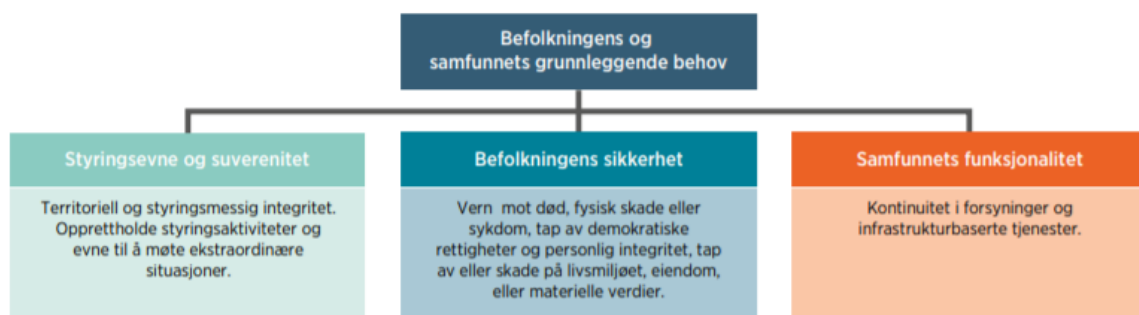 Befolkningens og
samfunnets grunnleggende behov
Styringsevne og suverenitet
Territoriell og styringsmessig integritet.
Opprettholde styringsaktiviteter og
evne til å møte ekstraordinære
situasjoner.
Befolkningens sikkerhet
Vern mot død, fysisk skade eller
sykdom, tap av demokratiske
rettigheter og personlig integritet, tap
av eller skade på livsmiljøet, eiendom,
eller materielle verdier.
Samfunnets funksjonalitet
Kontinuitet i forsyninger og
infrastrukturbaserte tjenester.